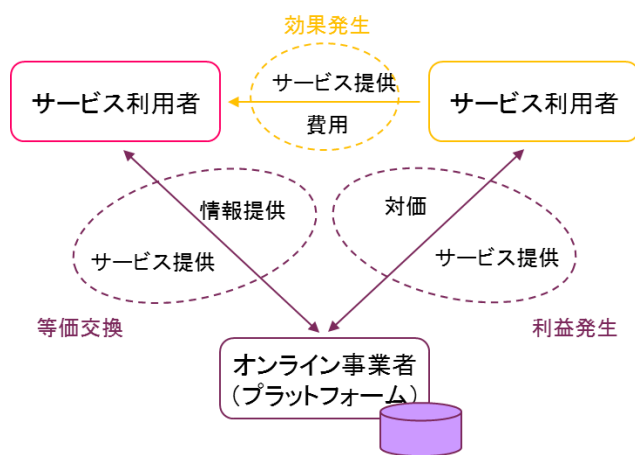 効果発生
サービス提供
サービス利用者
サービス利用者
費用
情報提供
対価
サービス提供
サービス提供
等価交換
利益発生
オンライン事業者
(プラットフォーム)